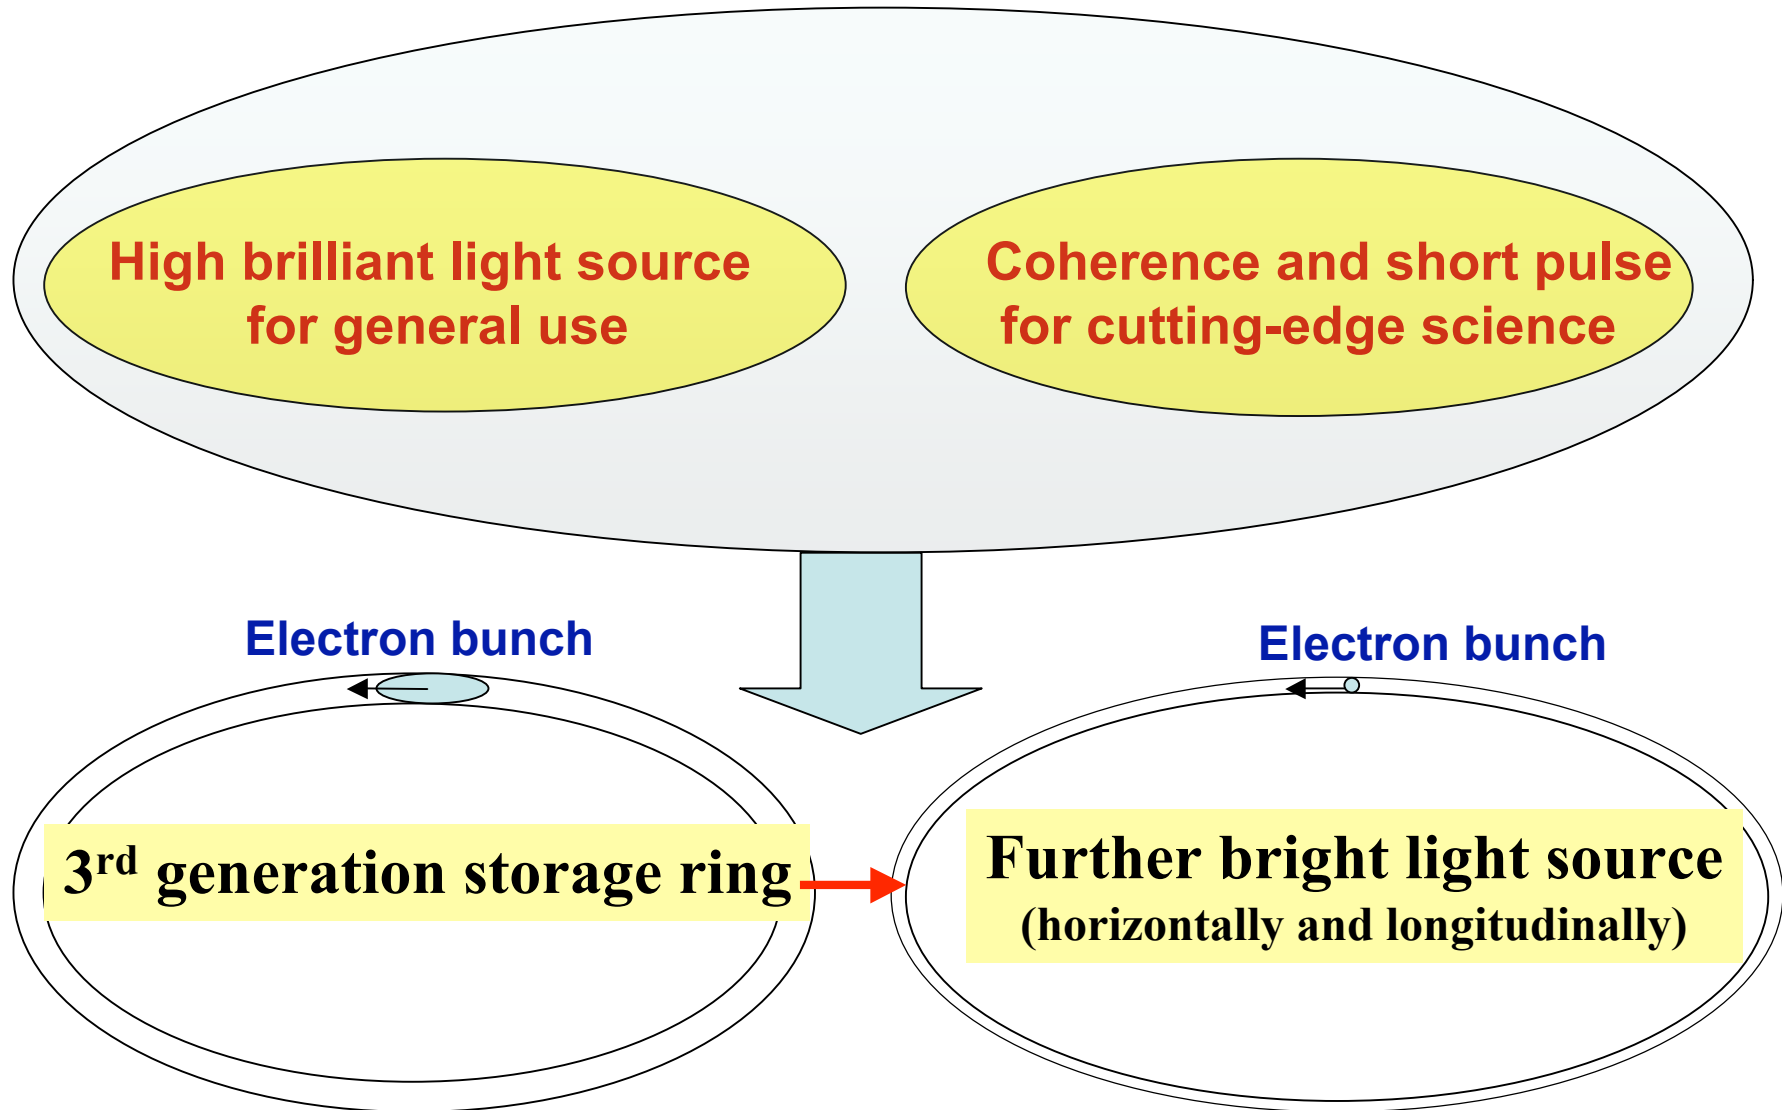 High brilliant light source
for general use
Coherence and short pulse
for cutting-edge science
Electron bunch
Electron bunch
3rd generation storage ring
Further bright light source
(horizontally and longitudinally)